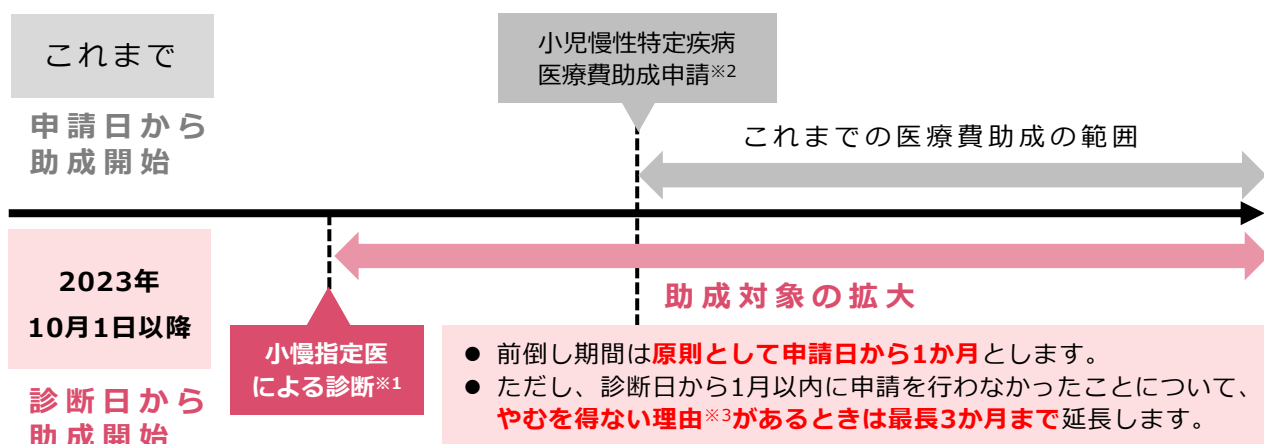 これまで
申請日から
助成開始
小児慢性特定疾病
医療費助成申請※2
これまでの医療費助成の範囲
2023年
10月1日以降
診断日から
助成開始
小慢指定医
による診断※1
助成対象の拡大
● 前倒し期間は原則として申請日から1か月とします。
● ただし、診断日から1月以内に申請を行わなかったことについて、
やむを得ない理由※3があるときは最長3か月まで延長します。